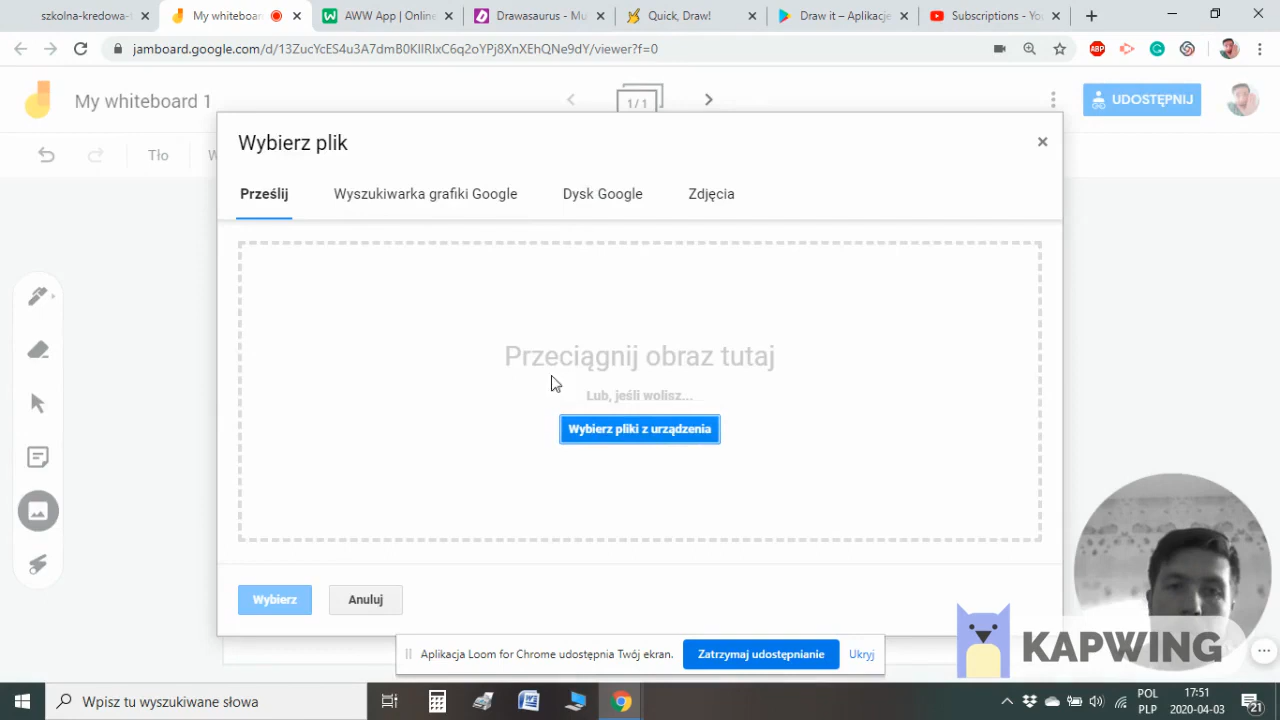 szkolna-kredowa-t
My whiteboar
AWW App | Online
Drawasaurus - Mu
Quick, Draw!
Draw it – Aplikacje
Subscriptions - Yo
jamboard.google.com/d/13ZucYcES4u3A7dmB0KIlRIxC6q2oYPj8XnXEhQNe9dY/viewer?f=0
ABP
My whiteboard 1
1/1
UDOSTĘPNIJ
Tło
W
Wybierz plik
Prześlij
Wyszukiwarka grafiki Google
Dysk Google
Zdjęcia
Przeciągnij obraz tutaj
Lub, jeśli wolisz...
Wybierz pliki z urządzenia
Wybierz
Anuluj
Aplikacja Loom for Chrome udostępnia Twój ekran.
Zatrzymaj udostępnianie
Ukryj
KAPWING
Wpisz tu wyszukiwane słowa
POL
PLP
17:51
2020-04-03
21